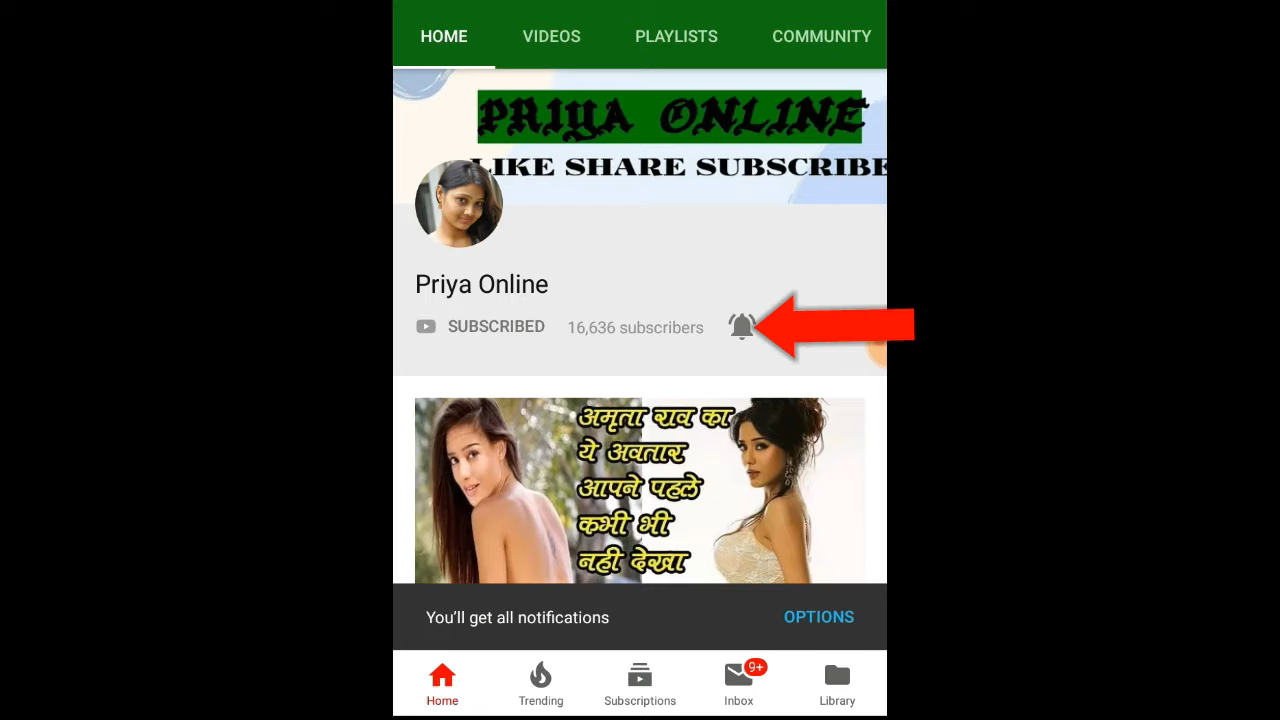 HOME VIDEOS PLAYLISTS COMMUNITY
PRIYA ONLINE
LIKE SHARE SUBSCRIBE
Priya Online
SUBSCRIBED 16,636 subscribers
अमृता राव का
ये अवतार
आपने पहले
कभी भी
नही देखा
You'll get all notifications OPTIONS
9+
Home Trending Subscriptions Inbox Library